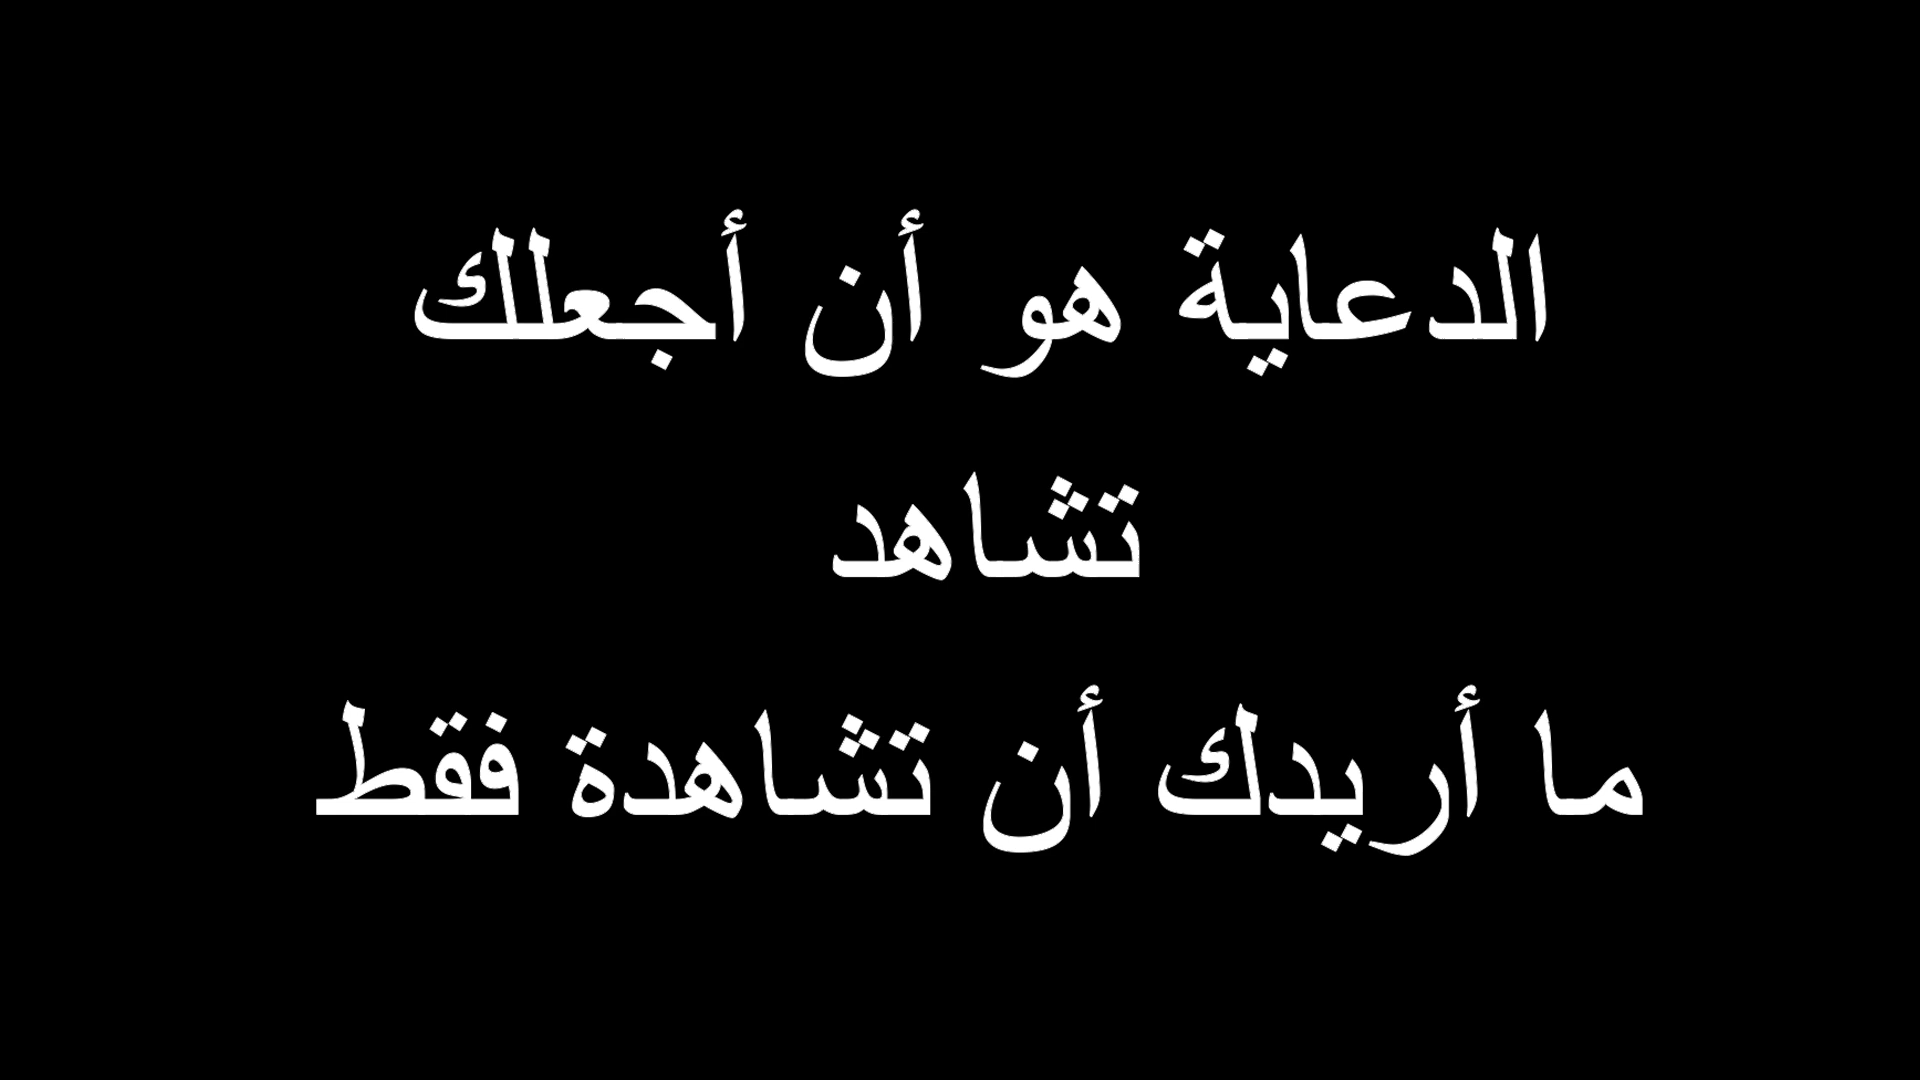 الدعاية هو أن أجعلك
تشاهد
ما أريدك أن تشاهدة فقط